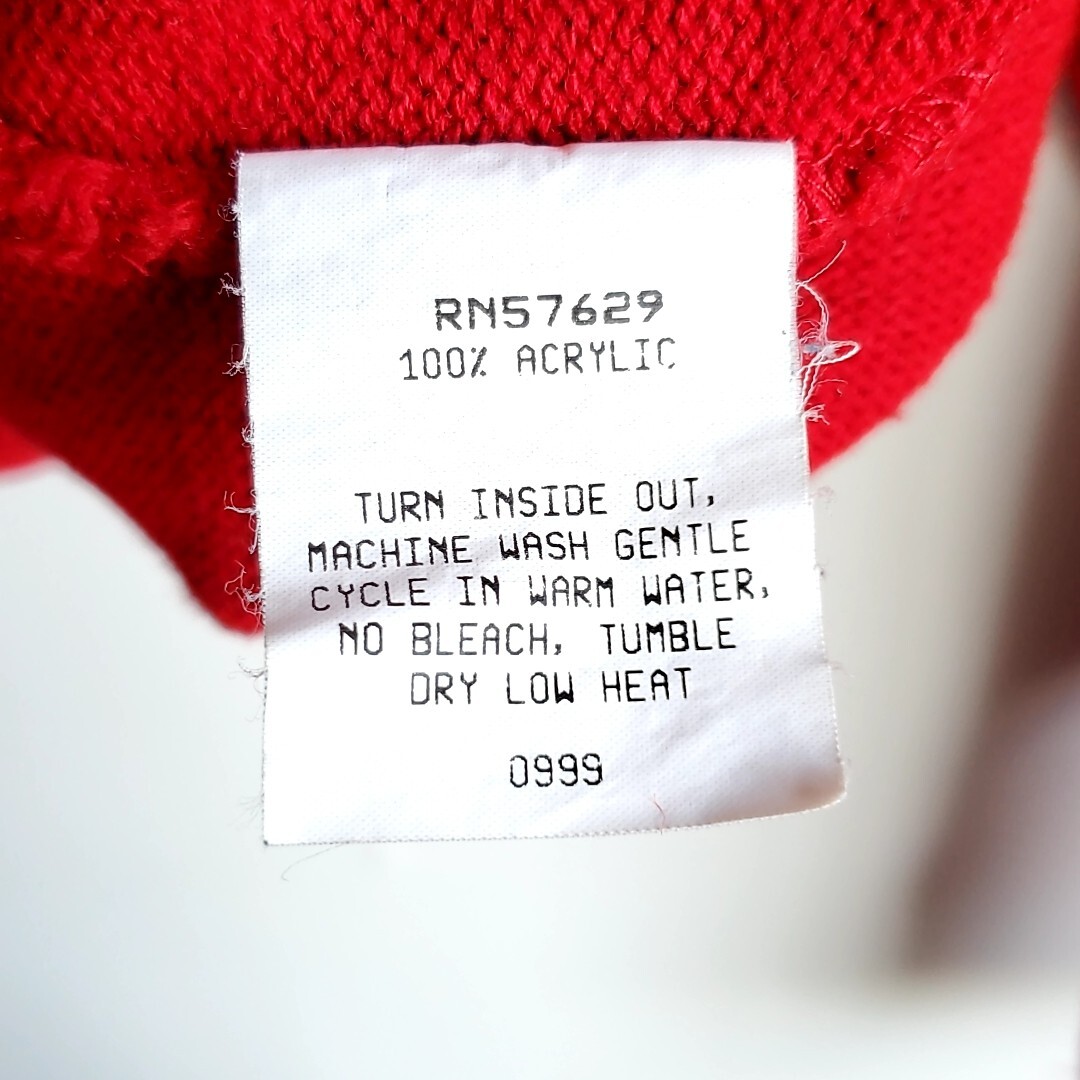 RN57629
100% ACRYLIC
TURN INSIDE OUT,
MACHINE WASH GENTLE
CYCLE IN WARM WATER,
NO BLEACH, TUMBLE
DRY LOW HEAT
0999